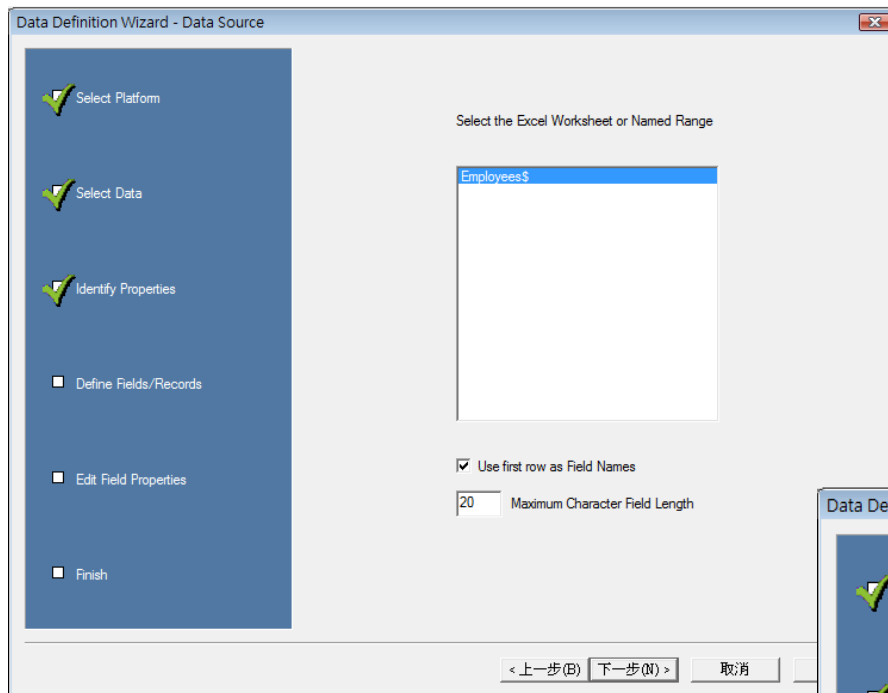 Data Definition Wizard - Data Source
Select Platform
Select Data
Identify Properties
Define Fields/Records
Edit Field Properties
Finish
Select the Excel Worksheet or Named Range
Employees$
Use first row as Field Names
20 Maximum Character Field Length
< 上一步(B) 下一步(N) > 取消
Data De